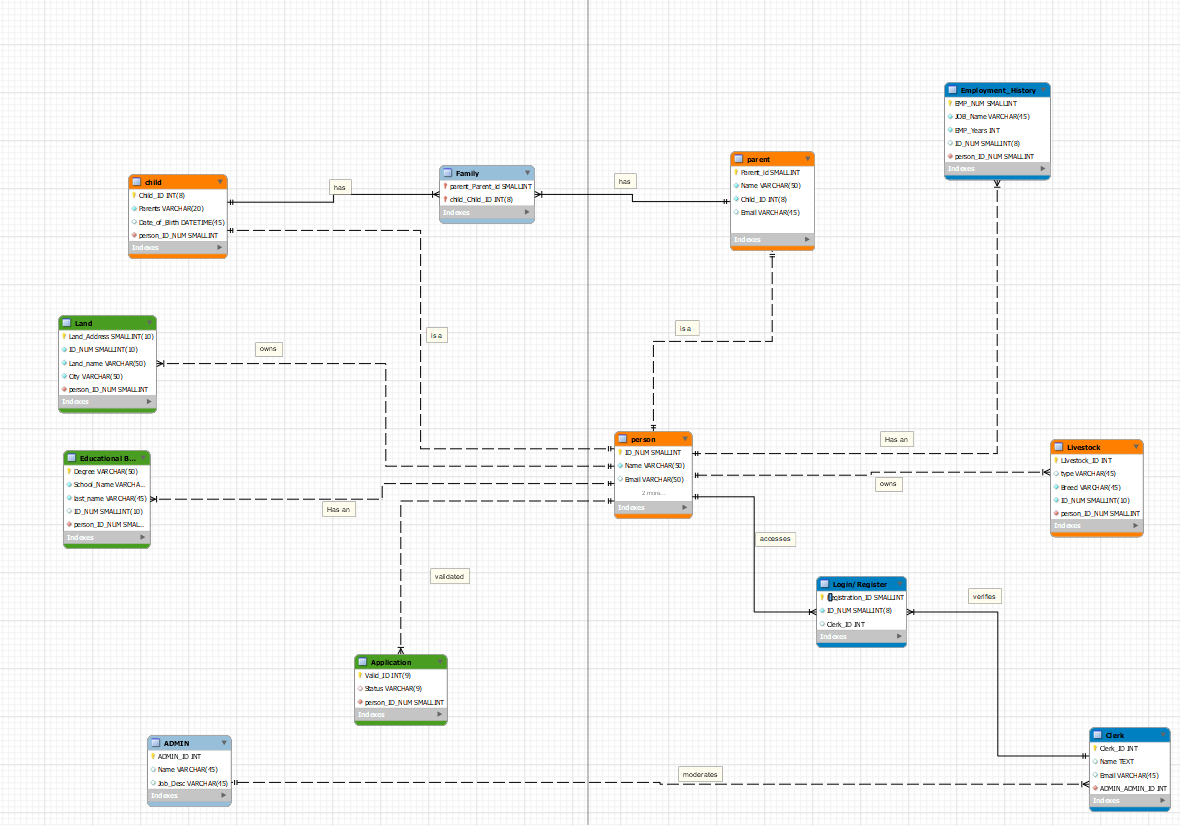 Employment_History
EMP_NUM SMALLINT
JOB_Name VARCHAR(45)
EMP_Years INT
ID_NUM SMALLINT(8)
person_ID_NUM SMALLINT
Indexes
parent
Parent_id SMALLINT
Name VARCHAR(50)
Child_ID INT(8)
Email VARCHAR(45)
Indexes
Family
parent_Parent_id SMALLINT
child_Child_ID INT(8)
Indexes
child
Child_ID INT(8)
Parents VARCHAR(20)
Date_of_Birth DATETIME(45)
person_ID_NUM SMALLINT
Indexes
has
has
Land
Land_Address SMALLINT(10)
ID_NUM SMALLINT(10)
Land_name VARCHAR(50)
City VARCHAR(50)
person_ID_NUM SMALLINT
Indexes
owns
is a
is a
person
ID_NUM SMALLINT
Name VARCHAR(50)
Email VARCHAR(50)
2 more...
Indexes
Has an
owns
Livestock
Livestock_ID INT
type VARCHAR(45)
Breed VARCHAR(45)
ID_NUM SMALLINT(10)
person_ID_NUM SMALLINT
Indexes
Educational B...
Degree VARCHAR(50)
School_Name VARCHA...
last_name VARCHAR(45)
ID_NUM SMALLINT(10)
person_ID_NUM SMAL...
Indexes
Has an
accesses
validated
Login/Register
Registration_ID SMALLINT
ID_NUM SMALLINT(8)
Clerk_ID INT
Indexes
verifies
Application
Valid_ID INT(9)
Status VARCHAR(9)
person_ID_NUM SMALLINT
Indexes
ADMIN
ADMIN_ID INT
Name VARCHAR(45)
Job_Desc VARCHAR(45)
Indexes
moderates
Clerk
Clerk_ID INT
Name TEXT
Email VARCHAR(45)
ADMIN_ADMIN_ID INT
Indexes